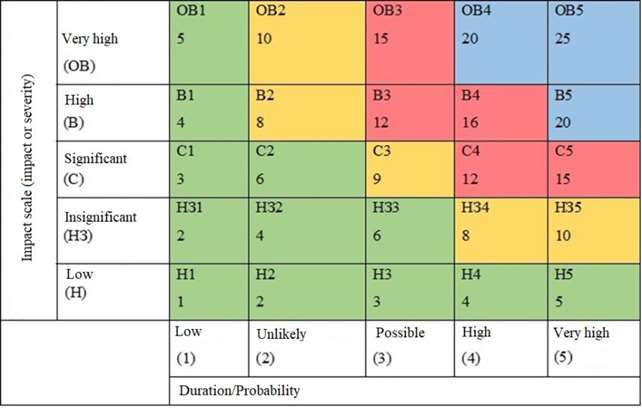 Impact scale (impact or severity)
Very high
(OB)
OB1
5
OB2
10
OB3
15
OB4
20
OB5
25
High
(B)
B1
4
B2
8
B3
12
B4
16
B5
20
Significant
(C)
C1
3
C2
6
C3
9
C4
12
C5
15
Insignificant
(H3)
H31
2
H32
4
H33
6
H34
8
H35
10
Low
(H)
H1
1
H2
2
H3
3
H4
4
H5
5
Low
(1)
Unlikely
(2)
Possible
(3)
High
(4)
Very high
(5)
Duration/Probability